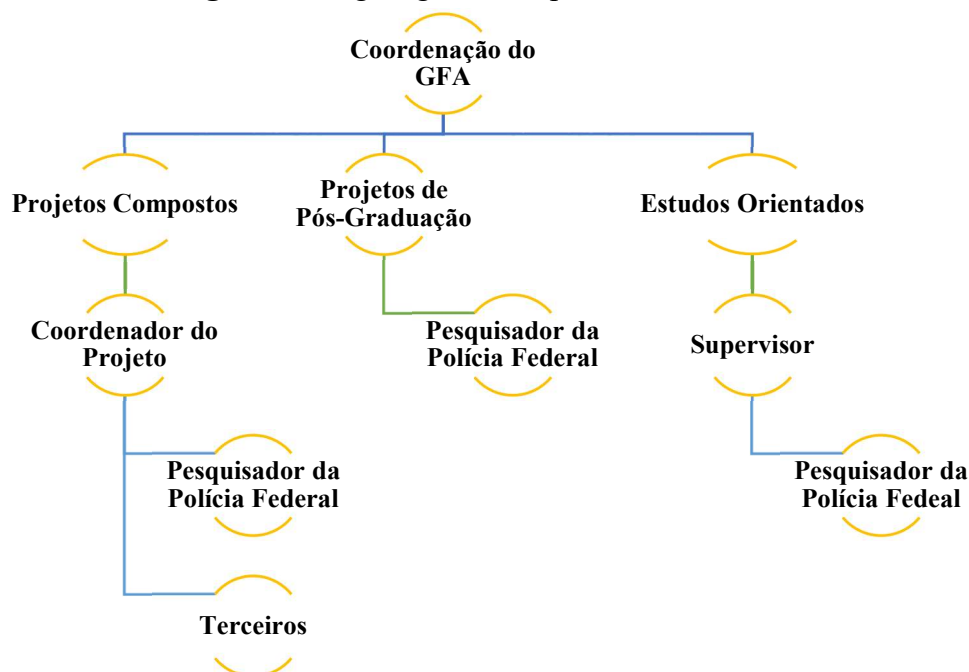 Coordenação do
GFA
Projetos Compostos
Projetos de
Pós-Graduação
Estudos Orientados
Coordenador do
Projeto
Pesquisador da
Polícia Federal
Supervisor
Pesquisador da
Polícia Federal
Pesquisador da
Polícia Fedeal
Terceiros